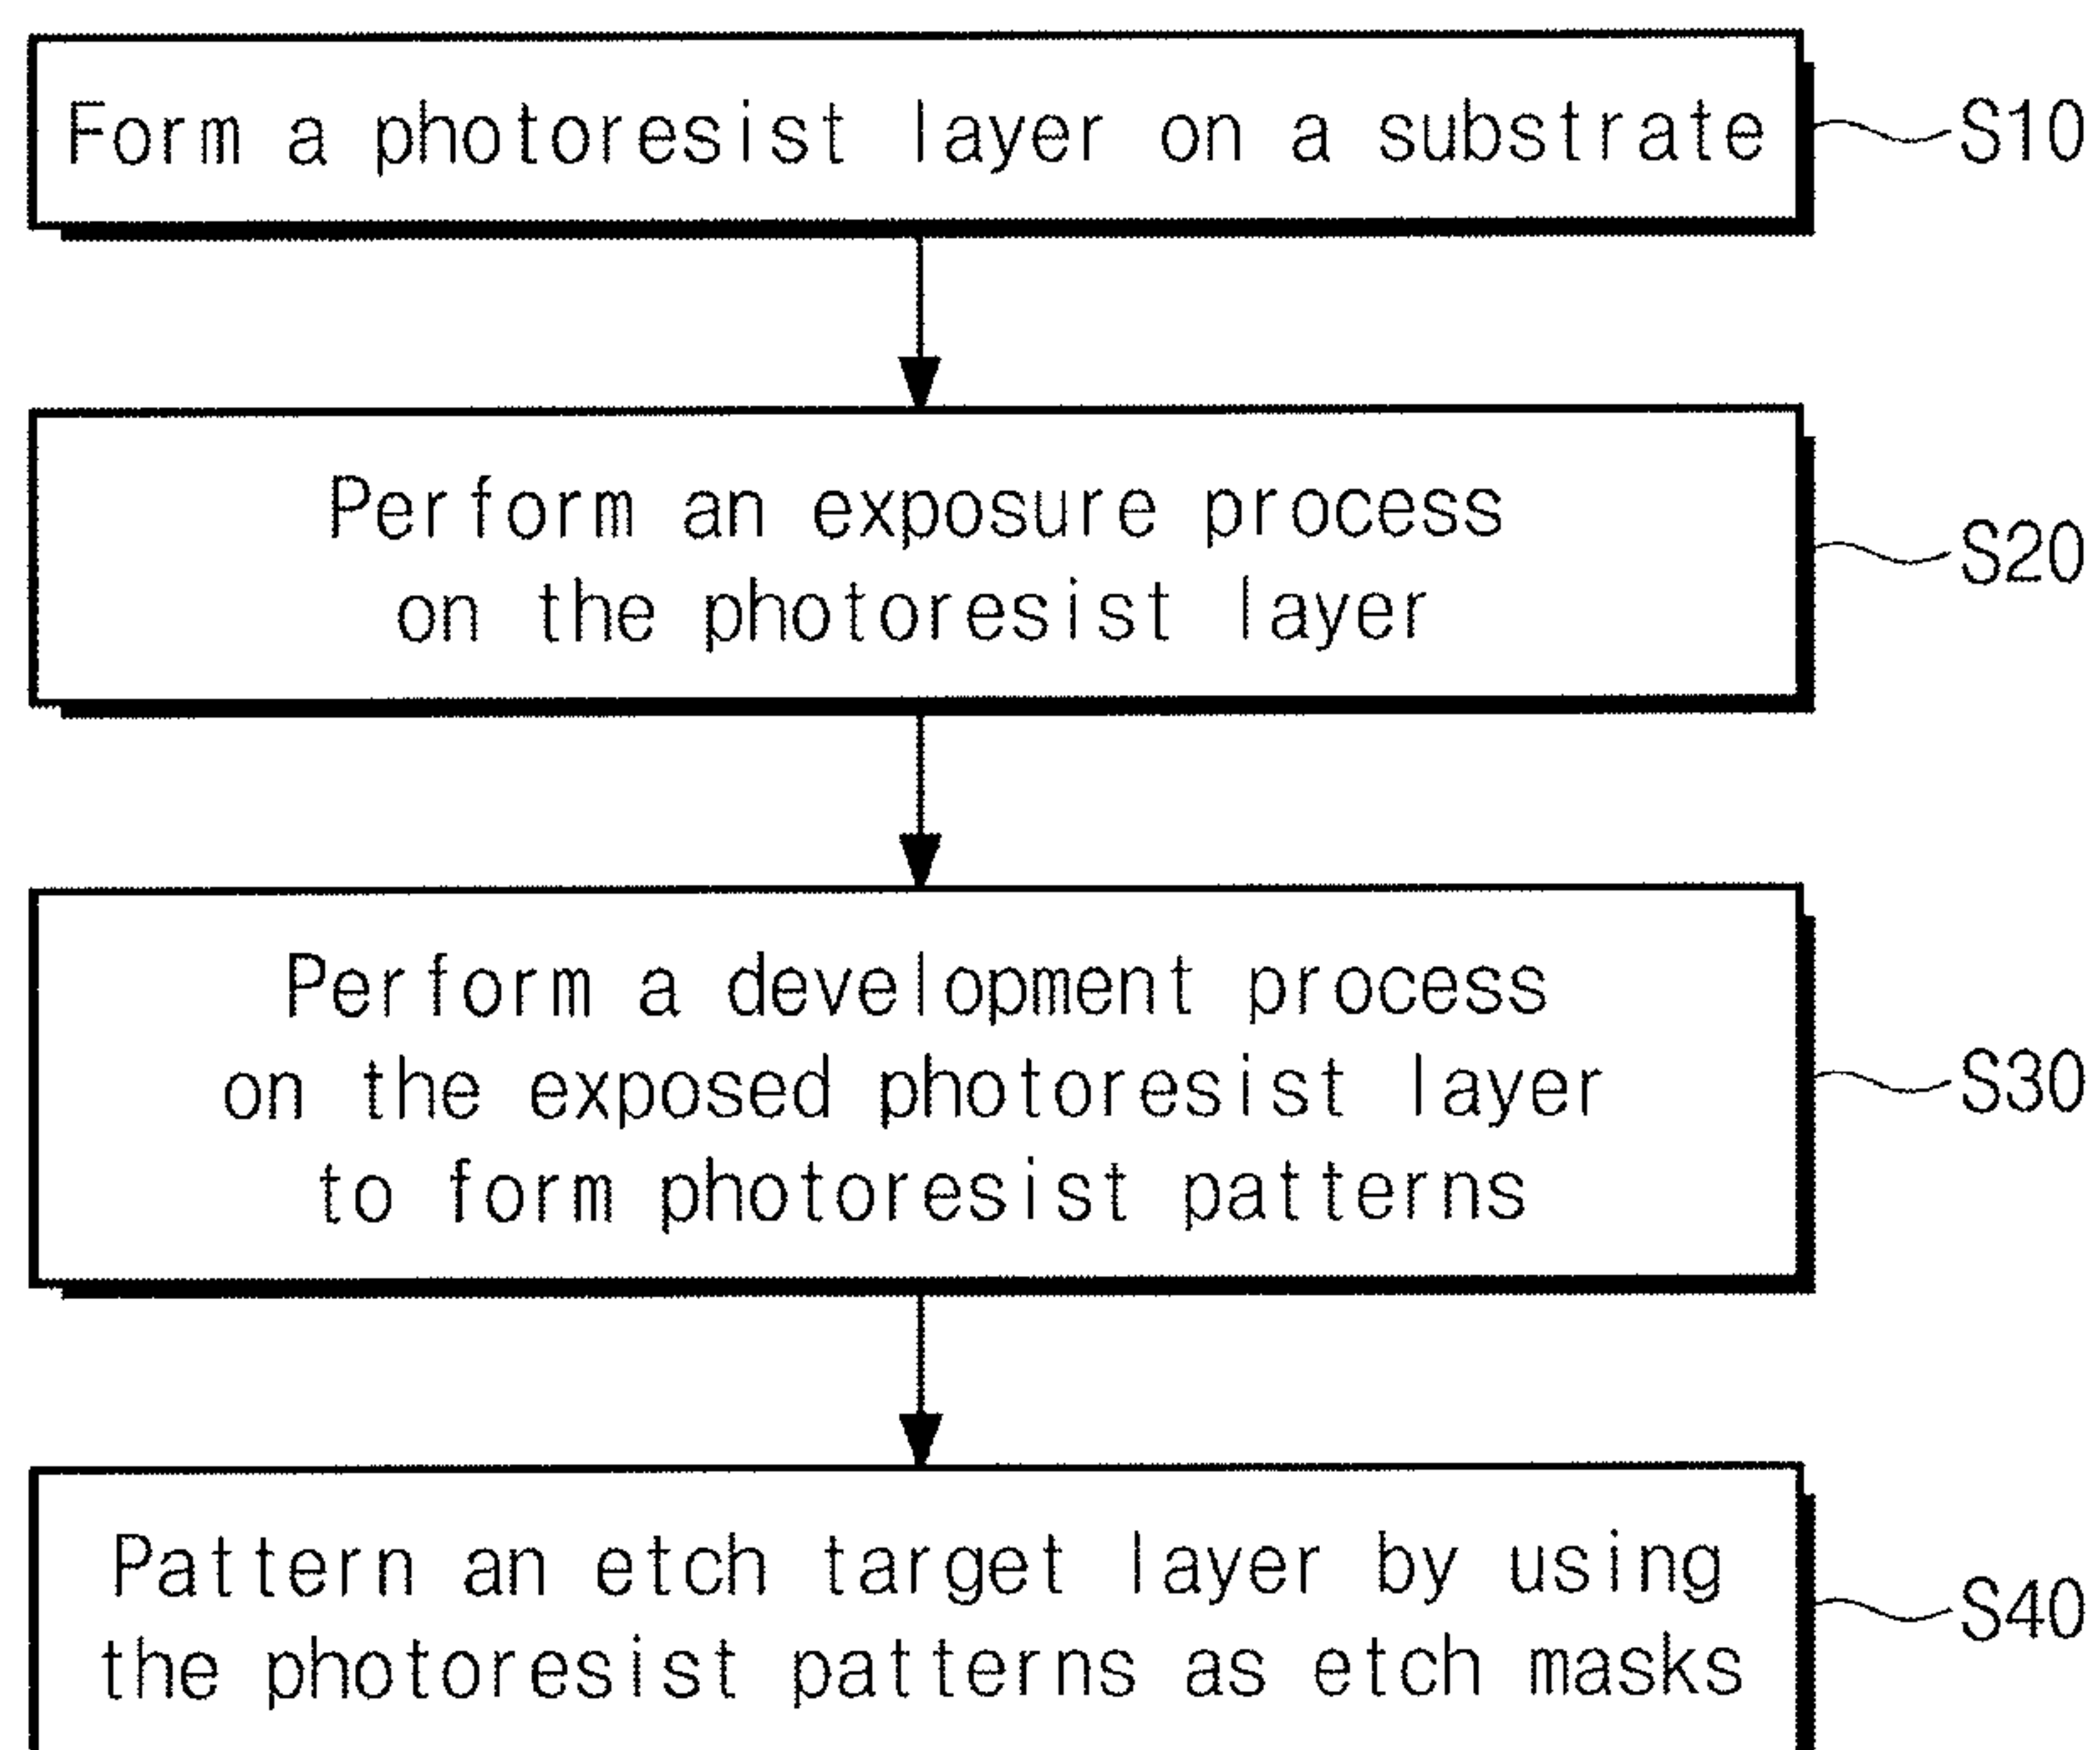 Form a photoresist layer on a substrate
S10
Perform an exposure process
on the photoresist layer
S20
Perform a development process
on the exposed photoresist layer
to form photoresist patterns
S30
Pattern an etch target layer by using
the photoresist patterns as etch masks
S40